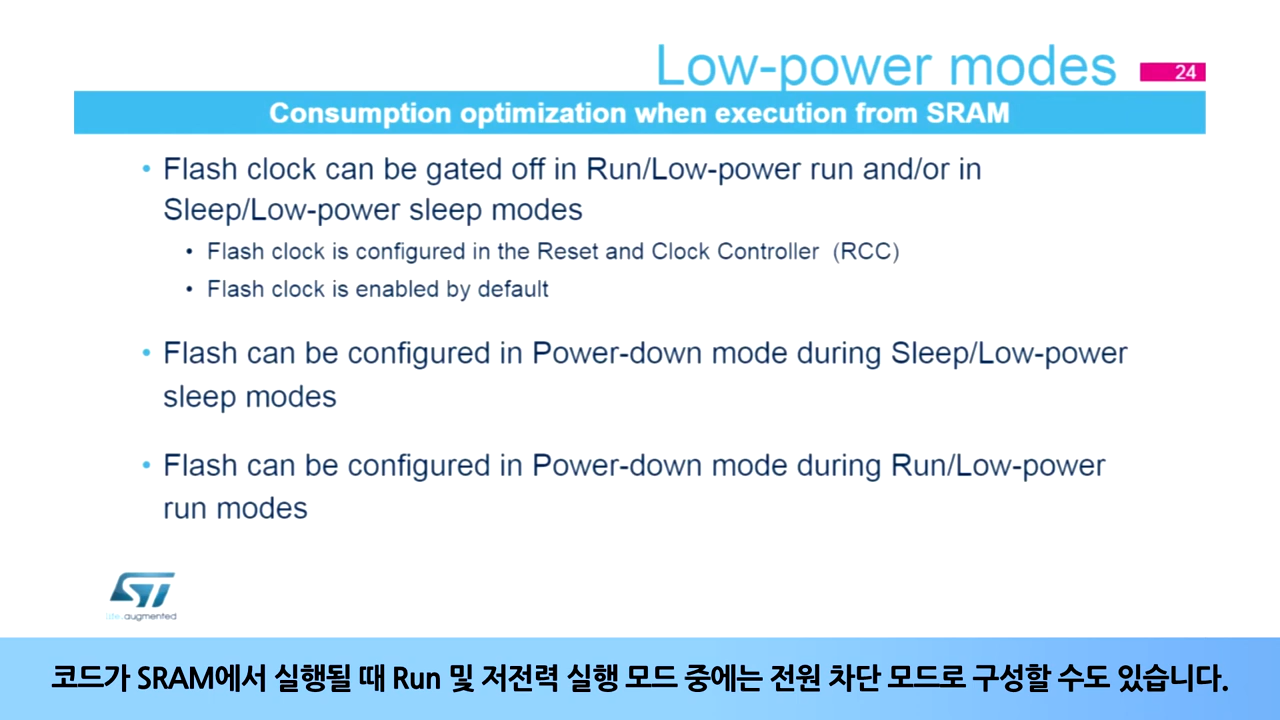 Low-power modes
24
Consumption optimization when execution from SRAM
• Flash clock can be gated off in Run/Low-power run and/or in
Sleep/Low-power sleep modes
• Flash clock is configured in the Reset and Clock Controller (RCC)
• Flash clock is enabled by default
• Flash can be configured in Power-down mode during Sleep/Low-power
sleep modes
• Flash can be configured in Power-down mode during Run/Low-power
run modes
ST
life.augmented
코드가 SRAM에서 실행될 때 Run 및 저전력 실행 모드 중에는 전원 차단 모드로 구성할 수도 있습니다.